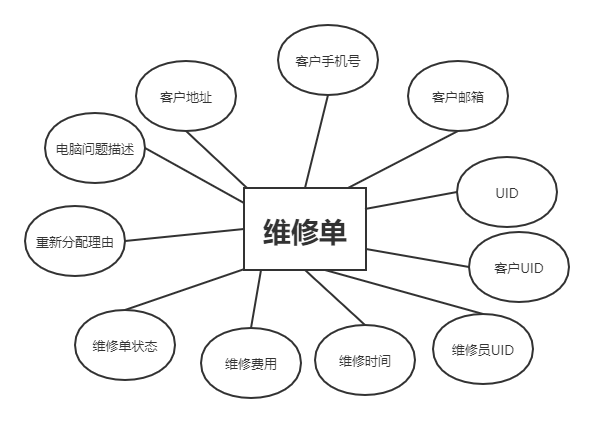 客户手机号
客户地址
客户邮箱
电脑问题描述
UID
维修单
重新分配理由
客户UID
维修单状态
维修费用
维修时间
维修员UID